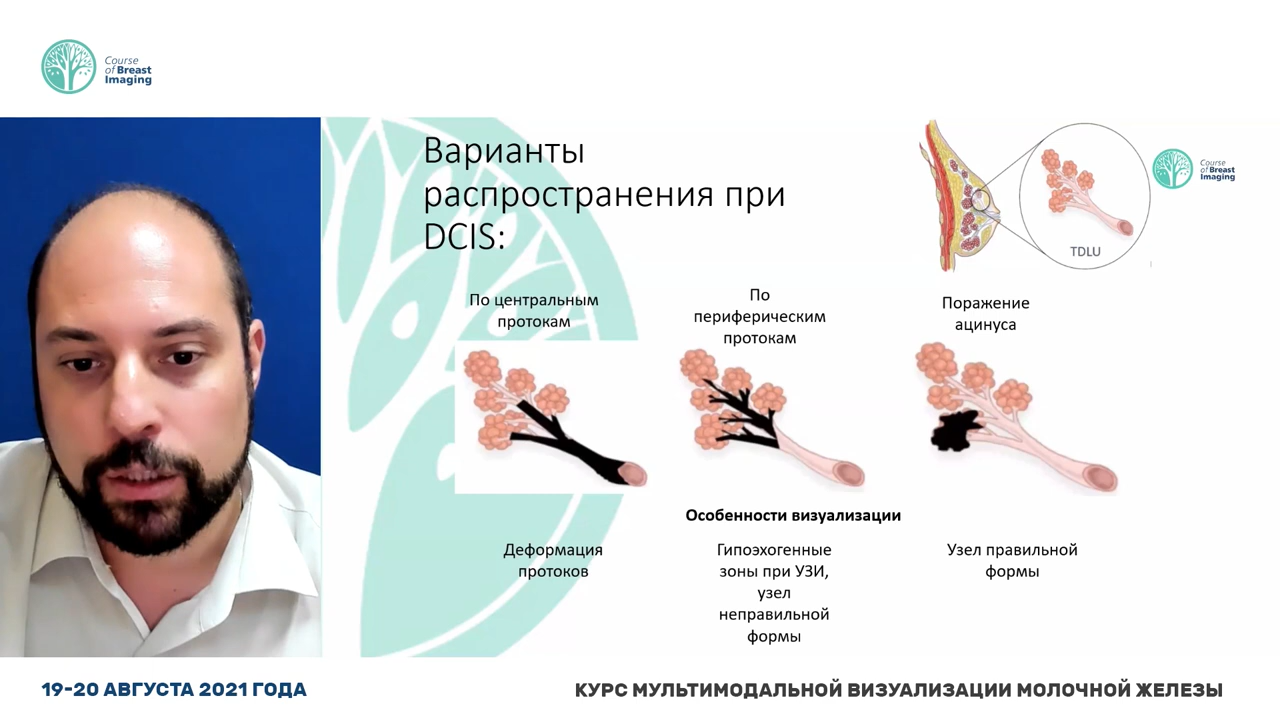 Course
of Breast
Imaging
Варианты
распространения при
DCIS:
TDLU
Course
of Breast
Imaging
По центральным
протокам
По
периферическим
протокам
Поражение
ацинуса
Особенности визуализации
Деформация
протоков
Гипоэхогенные
зоны при УЗИ,
узел
неправильной
формы
Узел правильной
формы
19-20 АВГУСТА 2021 ГОДА
КУРС МУЛЬТИМОДАЛЬНОЙ ВИЗУАЛИЗАЦИИ МОЛОЧНОЙ ЖЕЛЕЗЫ